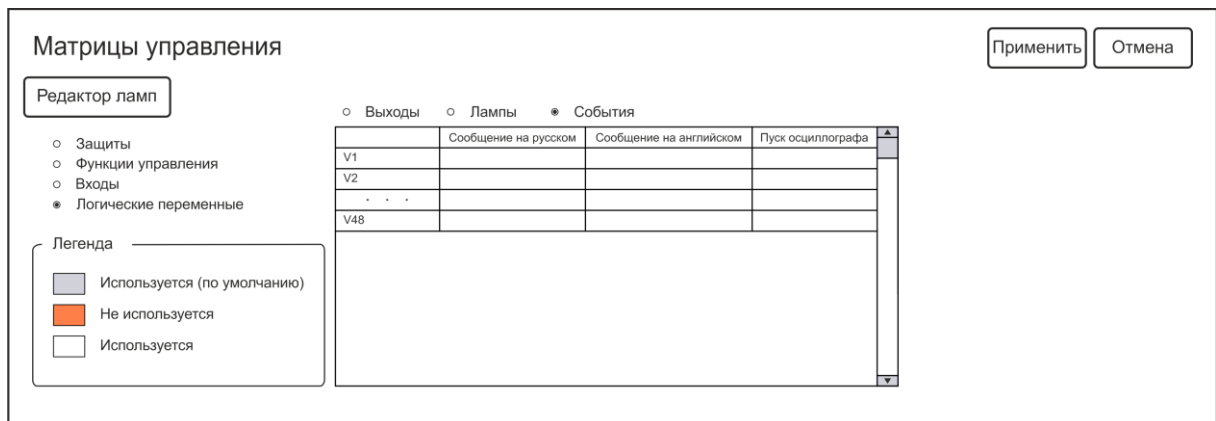 Матрицы управления
Применить
Отмена
Редактор ламп
Выходы Лампы События
Защиты
Функции управления
Входы
Логические переменные
Сообщение на русском Сообщение на английском Пуск осциллографа
V1
V2
. . .
V48
Легенда
Используется (по умолчанию)
Не используется
Используется